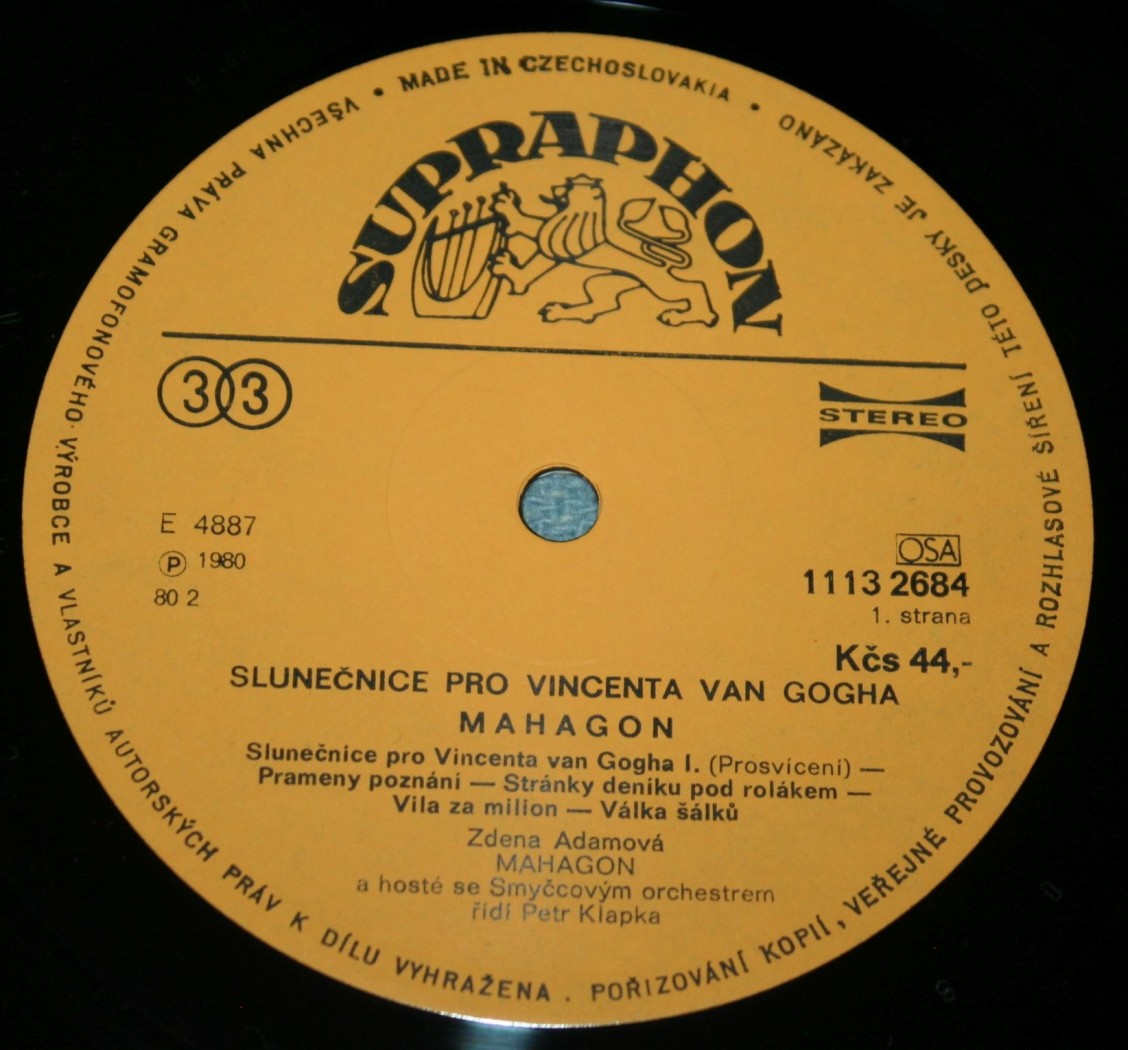 VŠECHNA PRÁVA GRAMOFONOVÉHO VÝROBCE A VLASTNÍKŮ AUTORSKÝCH PRÁV K DÍLU VYHRAŽENA . POŘIZOVÁNÍ KOPIÍ, VEŘEJNÉ PROVOZOVÁNÍ A ROZHLASOVÉ ŠÍŘENÍ TÉTO DESKY JE ZAKÁZÁNO • MADE IN CZECHOSLOVAKIA •
SUPRAPHON
33
STEREO
E 4887
Ⓟ 1980
80 2
OSA
1113 2684
1. strana
Kčs 44,-
SLUNEČNICE PRO VINCENTA VAN GOGHA
MAHAGON
Slunečnice pro Vincenta van Gogha I. (Prosvícení) —
Prameny poznání — Stránky deníku pod rolákem —
Vila za milion — Válka šálků
Zdena Adamová
MAHAGON
a hosté se Smyčcovým orchestrem
řídí Petr Klapka